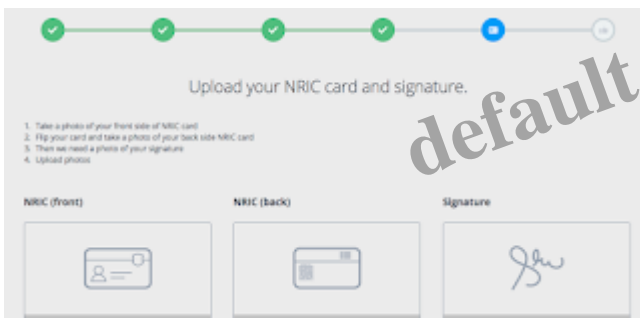 Upload your NRIC card and signature.
default
1. Take a photo of your front side of NRIC card
2. Flip your card and take a photo of your back side NRIC card
3. Then we need a photo of your signature
4. Upload photos
NRIC (front) NRIC (back) Signature